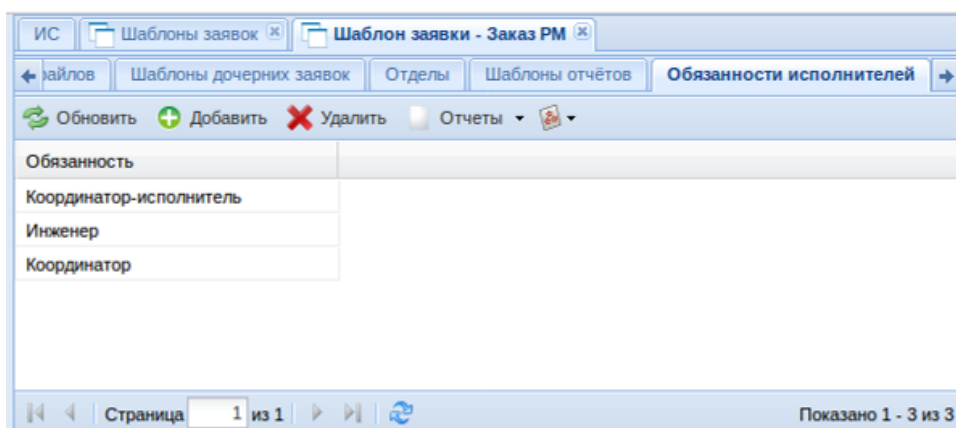 ИС Шаблоны заявок Шаблон заявки - Заказ РМ
айлов Шаблоны дочерних заявок Отделы Шаблоны отчётов Обязанности исполнителей
Обновить Добавить Удалить Отчеты
Обязанность
Координатор-исполнитель
Инженер
Координатор
Страница 1 из 1 Показано 1 - 3 из 3